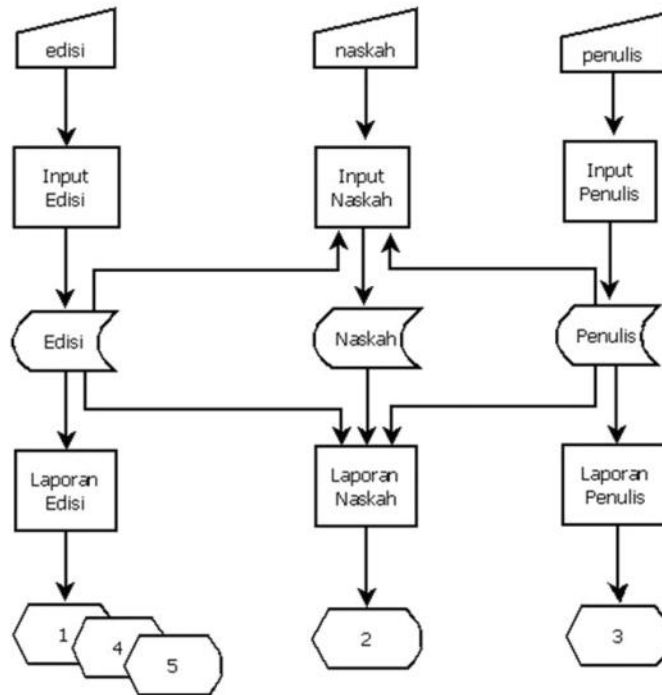 edisi
naskah
penulis
Input
Edisi
Input
Naskah
Input
Penulis
Edisi
Naskah
Penulis
Laporan
Edisi
Laporan
Naskah
Laporan
Penulis
1
4
5
2
3